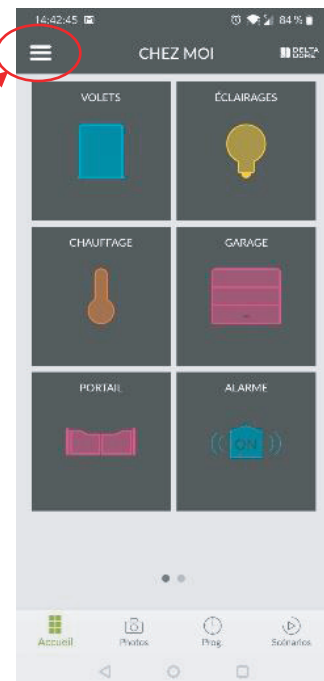 14:42:45 84 %
CHEZ MOI DELTA DORE
VOLETS ÉCLAIRAGES
CHAUFFAGE GARAGE
PORTAIL ALARME
ON
Accueil Photos Prog. Scénarios